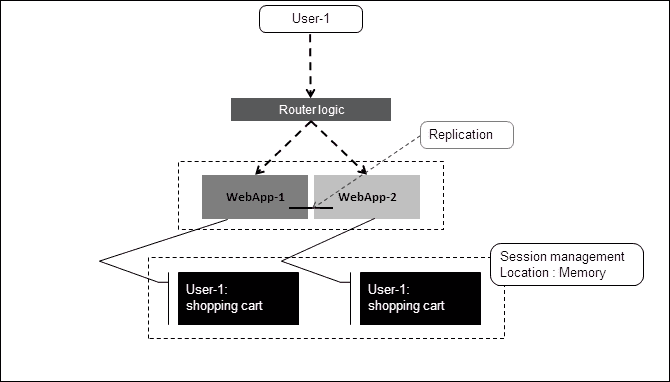 User-1
Router logic
Replication
WebApp-1
WebApp-2
Session management
Location : Memory
User-1:
shopping cart
User-1:
shopping cart